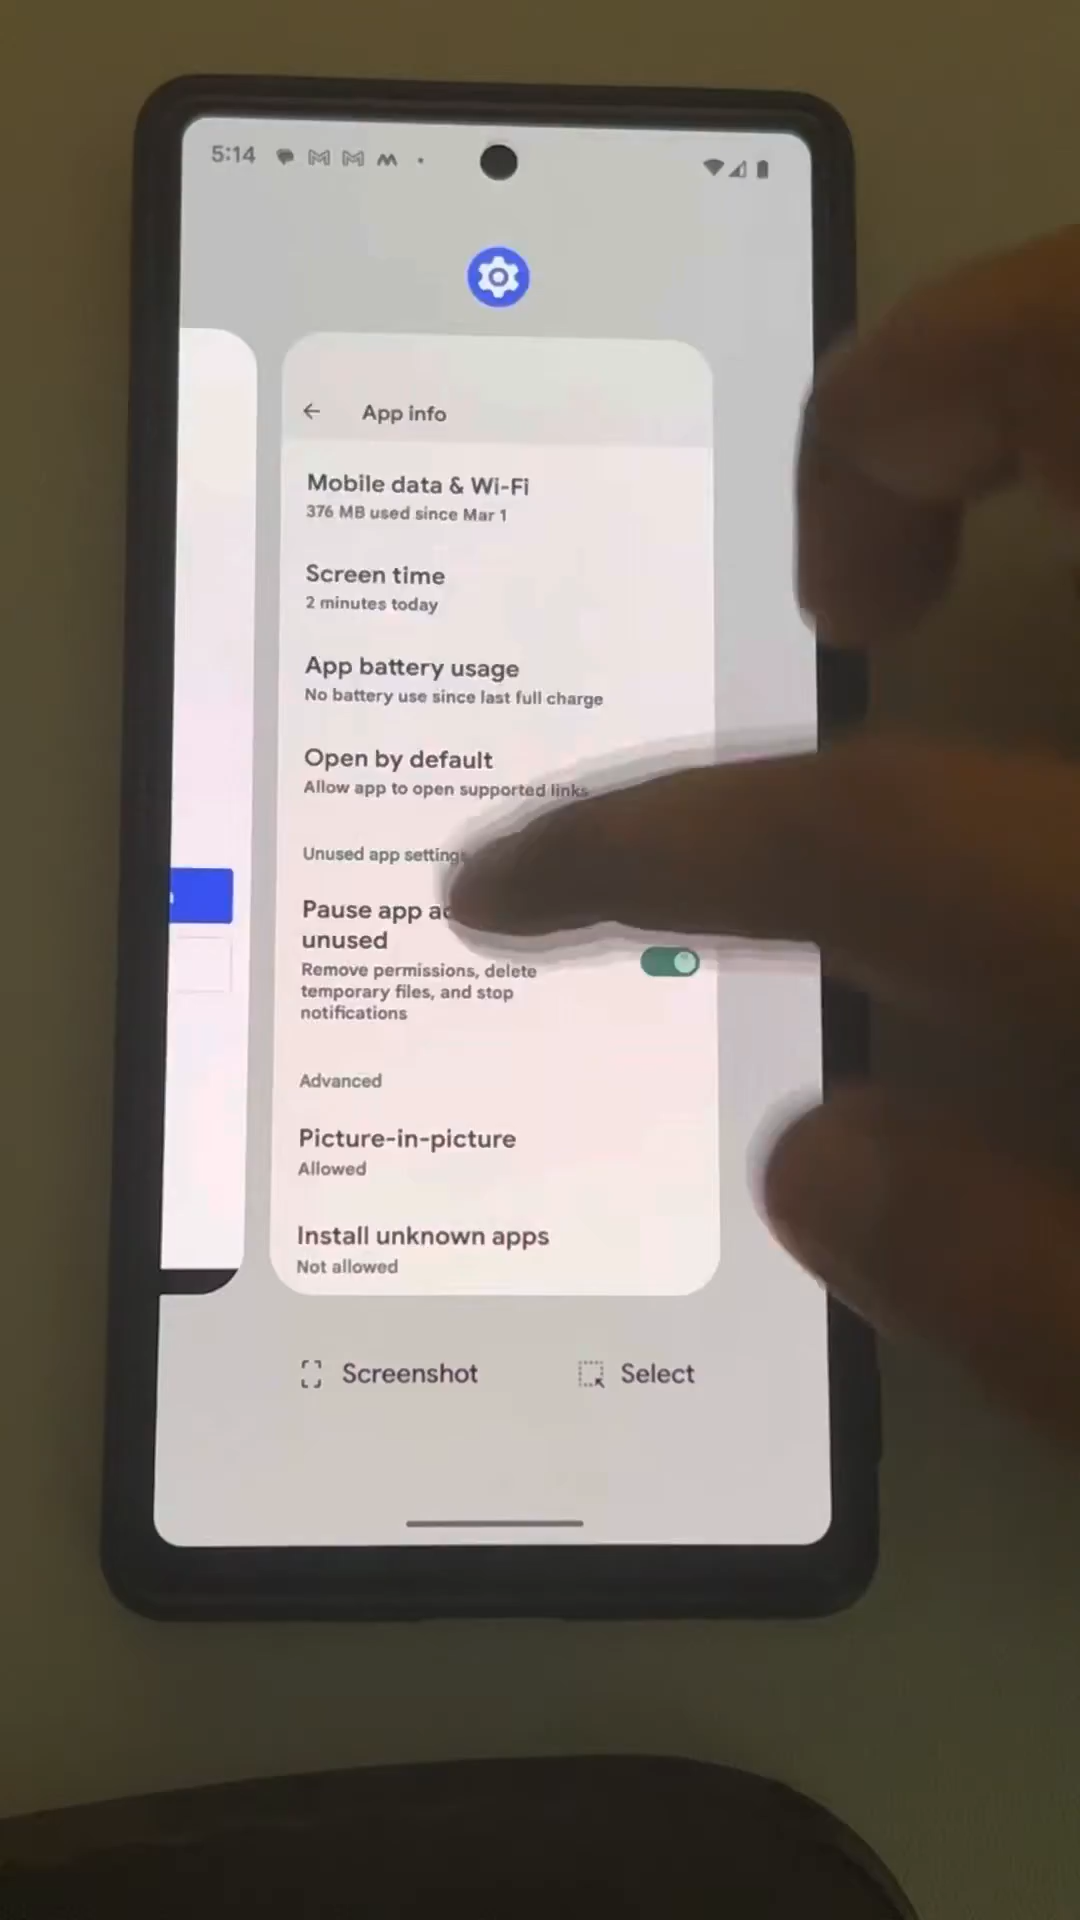 5:14
App info
Mobile data & Wi-Fi
376 MB used since Mar 1
Screen time
2 minutes today
App battery usage
No battery use since last full charge
Open by default
Allow app to open supported links
Unused app setting
Pause app
unused
Remove permissions, delete
temporary files, and stop
notifications
Advanced
Picture-in-picture
Allowed
Install unknown apps
Not allowed
Screenshot
Select